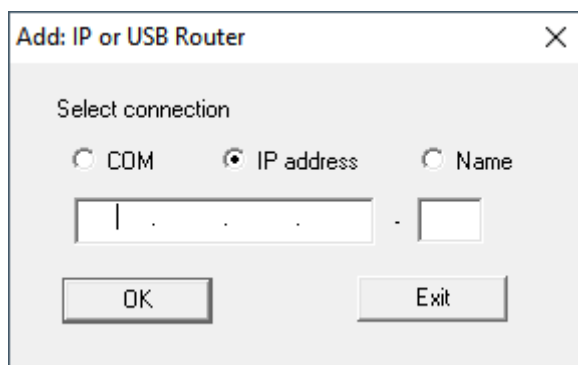 Add: IP or USB Router
Select connection
COM IP address Name
. . . -
OK Exit